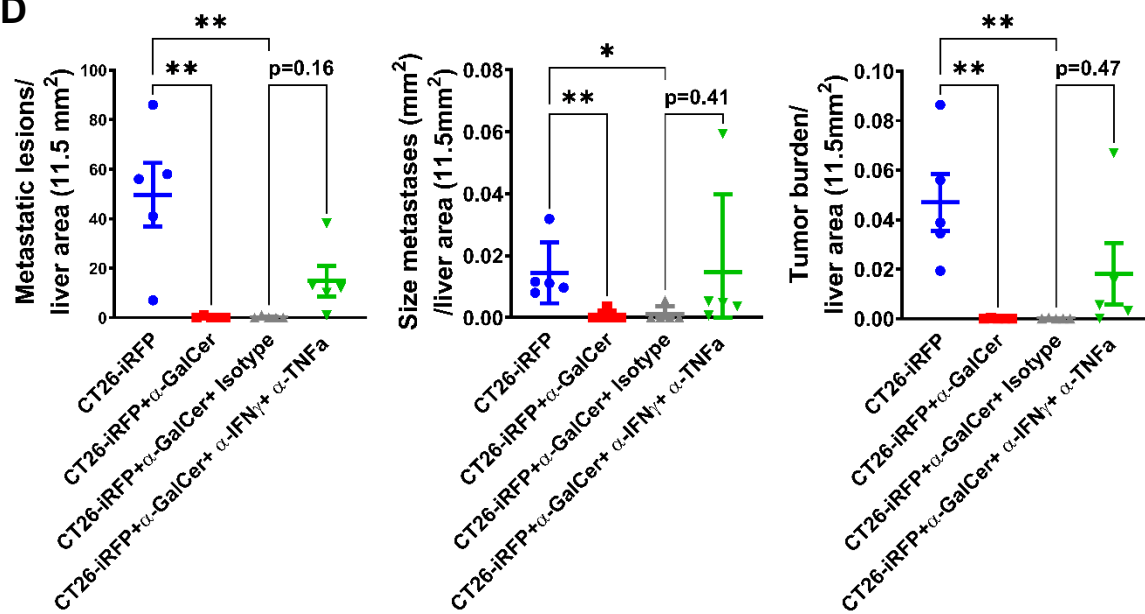 D
**
**
p=0.16
Metastatic lesions/
liver area (11.5 mm²)
100
80
60
40
20
0
CT26-iRFP
CT26-iRFP+α-GalCer
CT26-iRFP+α-GalCer+ Isotype
CT26-iRFP+α-GalCer+ α-IFNγ+ α-TNFa
*
**
p=0.41
Size metastases (mm²)
/liver area (11.5mm²)
0.08
0.06
0.04
0.02
0.00
CT26-iRFP
CT26-iRFP+α-GalCer
CT26-iRFP+α-GalCer+ Isotype
CT26-iRFP+α-GalCer+ α-IFNγ+ α-TNFa
**
**
p=0.47
Tumor burden/
liver area (11.5mm²)
0.10
0.08
0.06
0.04
0.02
0.00
CT26-iRFP
CT26-iRFP+α-GalCer
CT26-iRFP+α-GalCer+ Isotype
CT26-iRFP+α-GalCer+ α-IFNγ+ α-TNFa